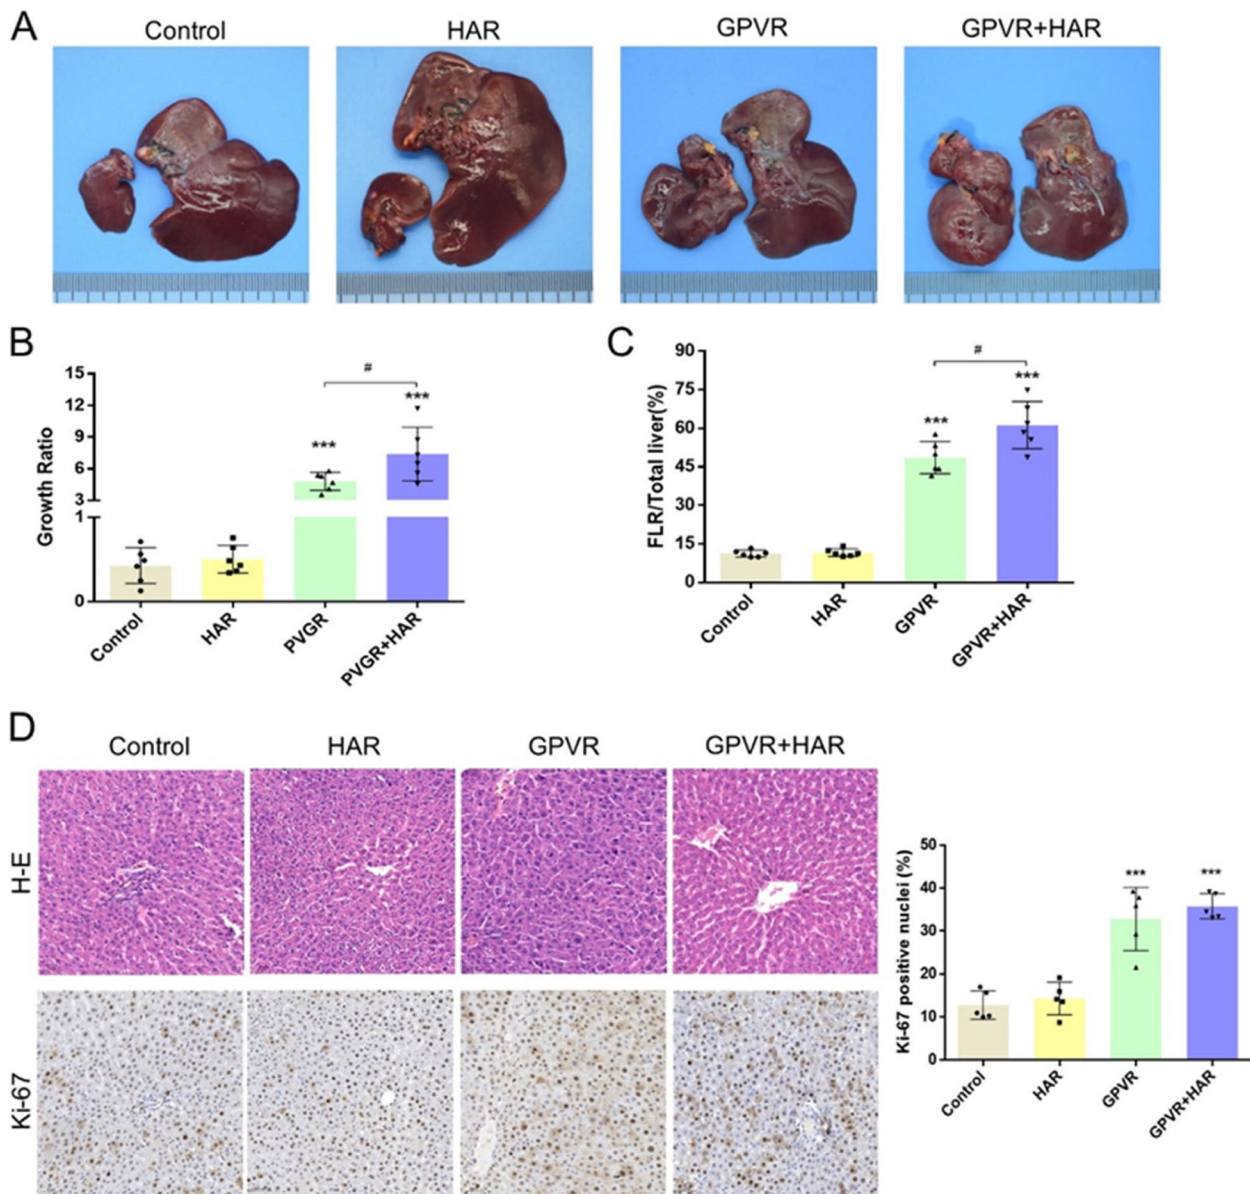 A
Control
HAR
GPVR
GPVR+HAR
B
Growth Ratio
15
12
9
6
3
1
0
***
#
***
Control
HAR
PVGR
PVGR+HAR
C
FLR/Total liver(%)
90
75
60
45
30
15
0
***
#
***
Control
HAR
GPVR
GPVR+HAR
D
Control
HAR
GPVR
GPVR+HAR
H-E
Ki-67
Ki-67 positive nuclei (%)
50
40
30
20
10
0
***
***
Control
HAR
GPVR
GPVR+HAR